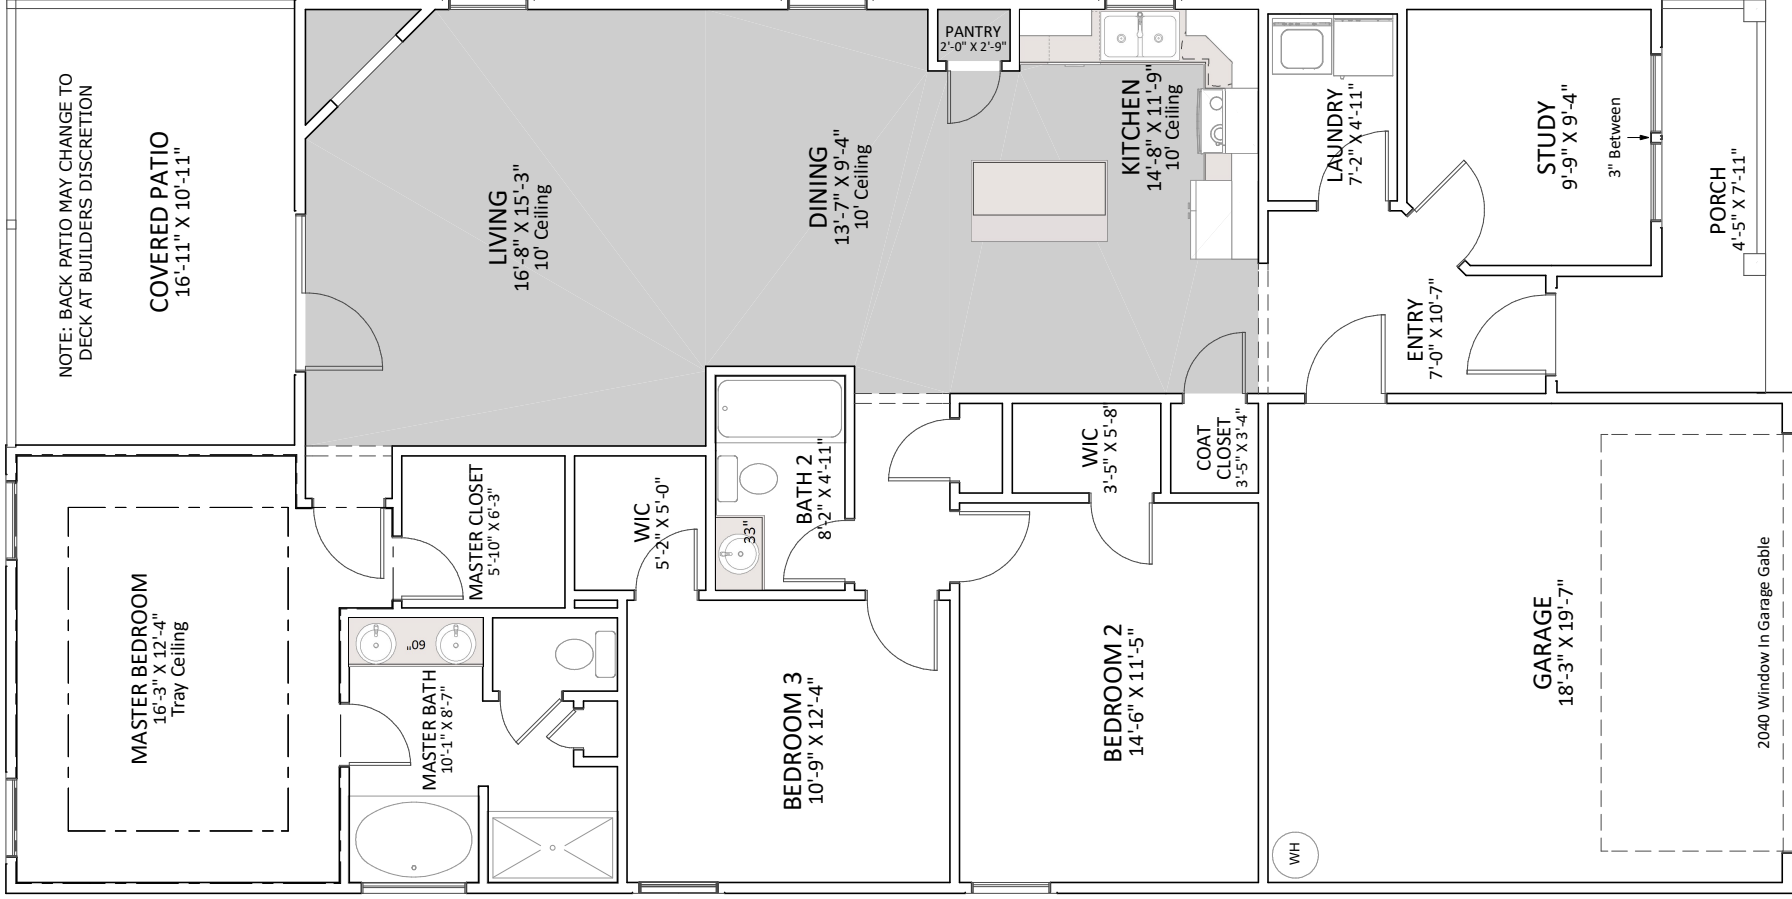 NOTE: BACK PATIO MAY CHANGE TO
DECK AT BUILDERS DISCRETION
COVERED PATIO
16'-11" X 10'-11"
LIVING
16'-8" X 15'-3"
10' Ceiling
DINING
13'-7" X 9'-4"
10' Ceiling
PANTRY
2'-0" X 2'-9"
KITCHEN
14'-8" X 11'-9"
10' Ceiling
LAUNDRY
7'-2" X 4'-11"
STUDY
9'-9" X 9'-4"
3" Between
PORCH
4'-5" X 7'-11"
ENTRY
7'-0" X 10'-7"
MASTER BEDROOM
16'-3" X 12'-4"
Tray Ceiling
MASTER CLOSET
5'-10" X 6'-3"
WIC
5'-2" X 5'-0"
BATH 2
8'-2" X 4'-11"
33"
WIC
3'-5" X 5'-8"
COAT
CLOSET
3'-5" X 3'-4"
60"
MASTER BATH
10'-1" X 8'-7"
BEDROOM 3
10'-9" X 12'-4"
BEDROOM 2
14'-6" X 11'-5"
GARAGE
18'-3" X 19'-7"
2040 Window In Garage Gable
WH